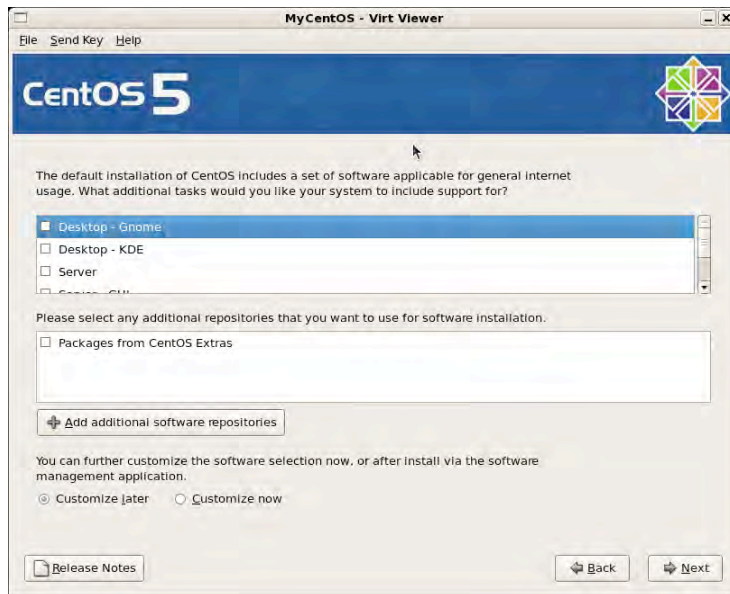 MyCentOS - Virt Viewer
File Send Key Help
CentOS 5
The default installation of CentOS includes a set of software applicable for general internet
usage. What additional tasks would you like your system to include support for?
Desktop - Gnome
Desktop - KDE
Server
Please select any additional repositories that you want to use for software installation.
Packages from CentOS Extras
Add additional software repositories
You can further customize the software selection now, or after install via the software
management application.
Customize later Customize now
Release Notes Back Next